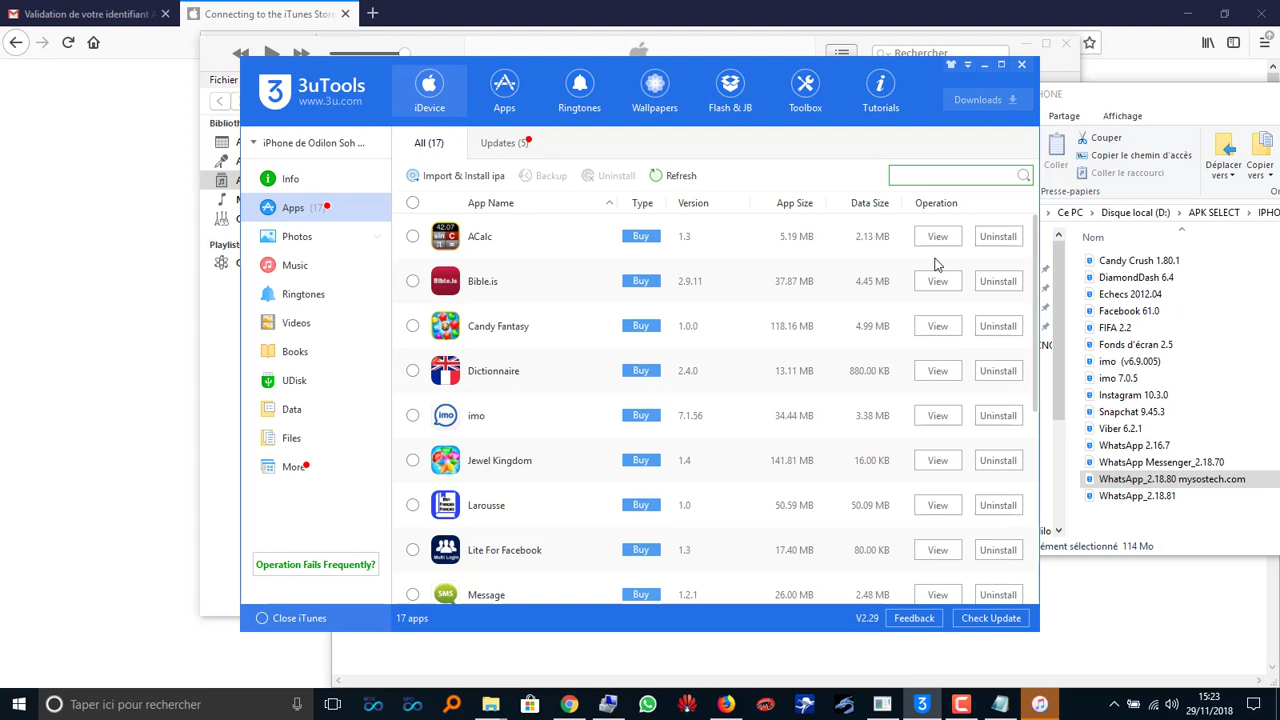 Validation de votre identifiant A
Connecting to the iTunes Store
Rechercher
Fichier
Biblioth
Playlists
3uTools
www.3u.com
iDevice
Apps
Ringtones
Wallpapers
Flash & JB
Toolbox
Tutorials
Downloads
iPhone de Odilon Soh ...
All (17)
Updates (5)
Import & Install ipa
Backup
Uninstall
Refresh
Info
Apps (17)
Photos
Music
Ringtones
Videos
Books
UDisk
Data
Files
More
Operation Fails Frequently?
App Name Type Version App Size Data Size Operation
ACalc Buy 1.3 5.19 MB 2.13 MB View Uninstall
Bible.is Buy 2.9.11 37.87 MB 4.45 MB View Uninstall
Candy Fantasy Buy 1.0.0 118.16 MB 4.99 MB View Uninstall
Dictionnaire Buy 2.4.0 13.11 MB 880.00 KB View Uninstall
imo Buy 7.1.56 34.44 MB 3.38 MB View Uninstall
Jewel Kingdom Buy 1.4 141.81 MB 16.00 KB View Uninstall
Larousse Buy 1.0 50.59 MB 50.09 MB View Uninstall
Lite For Facebook Buy 1.3 17.40 MB 80.00 KB View Uninstall
Message Buy 1.2.1 26.00 MB 2.48 MB View Uninstall
Close iTunes
17 apps
V2.29
Feedback
Check Update
PHONE
Partage
Affichage
Coller
Couper
Copier le chemin d'accès
Coller le raccourci
Presse-papiers
Déplacer vers
Copier vers
Ce PC > Disque local (D:) > APK SELECT > IPHO
Nom
Candy Crush 1.80.1
DiamondDash 6.4
Echecs 2012.04
Facebook 61.0
FIFA 2.2
Fonds d'écran 2.5
imo (v6.9.005)
imo 7.0.5
Instagram 10.3.0
Snapchat 9.45.3
Viber 6.2.1
WhatsApp 2.16.7
WhatsApp Messenger_2.18.70
WhatsApp_2.18.80 mysostech.com
WhatsApp_2.18.81
ément sélectionné 114 Mo
Taper ici pour rechercher
15:23
29/11/2018